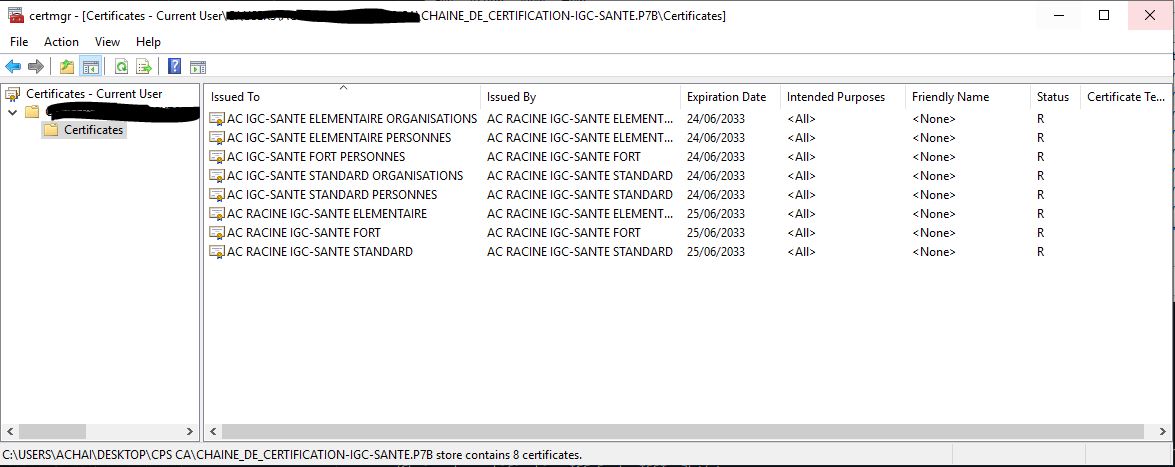 certmgr - [Certificates - Current User\CHAINE_DE_CERTIFICATION-IGC-SANTE.P7B\Certificates]
File Action View Help
Certificates - Current User
Certificates
Issued To Issued By Expiration Date Intended Purposes Friendly Name Status Certificate Te...
AC IGC-SANTE ELEMENTAIRE ORGANISATIONS AC RACINE IGC-SANTE ELEMENT... 24/06/2033 <All> <None> R
AC IGC-SANTE ELEMENTAIRE PERSONNES AC RACINE IGC-SANTE ELEMENT... 24/06/2033 <All> <None> R
AC IGC-SANTE FORT PERSONNES AC RACINE IGC-SANTE FORT 24/06/2033 <All> <None> R
AC IGC-SANTE STANDARD ORGANISATIONS AC RACINE IGC-SANTE STANDARD 24/06/2033 <All> <None> R
AC IGC-SANTE STANDARD PERSONNES AC RACINE IGC-SANTE STANDARD 24/06/2033 <All> <None> R
AC RACINE IGC-SANTE ELEMENTAIRE AC RACINE IGC-SANTE ELEMENT... 25/06/2033 <All> <None> R
AC RACINE IGC-SANTE FORT AC RACINE IGC-SANTE FORT 25/06/2033 <All> <None> R
AC RACINE IGC-SANTE STANDARD AC RACINE IGC-SANTE STANDARD 25/06/2033 <All> <None> R
C:\USERS\ACHAI\DESKTOP\CPS CA\CHAINE_DE_CERTIFICATION-IGC-SANTE.P7B store contains 8 certificates.